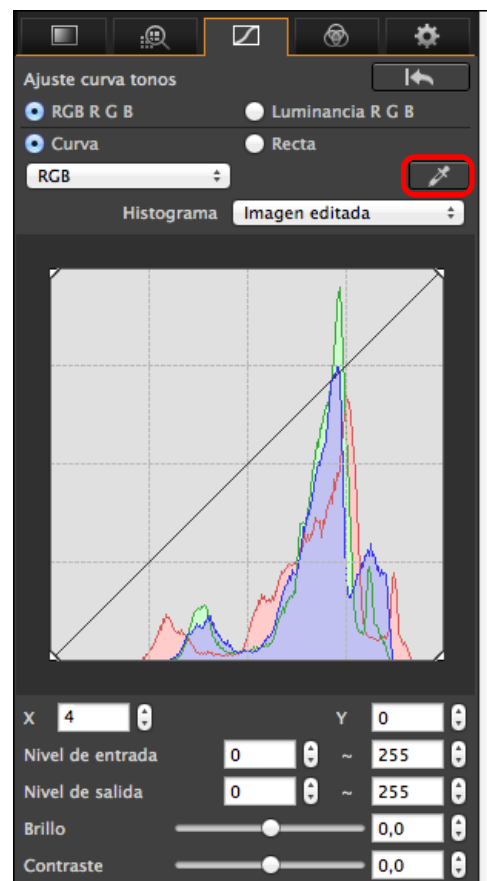 Ajuste curva tonos
RGB R G B Luminancia R G B
Curva Recta
RGB
Histograma Imagen editada
X 4 Y 0
Nivel de entrada 0 ~ 255
Nivel de salida 0 ~ 255
Brillo 0,0
Contraste 0,0